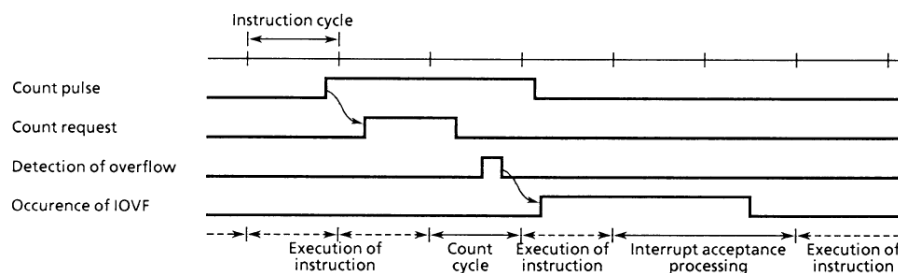 Instruction cycle
Count pulse
Count request
Detection of overflow
Occurence of IOVF
Execution of
instruction
Count
cycle
Execution of
instruction
Interrupt acceptance
processing
Execution of
instruction